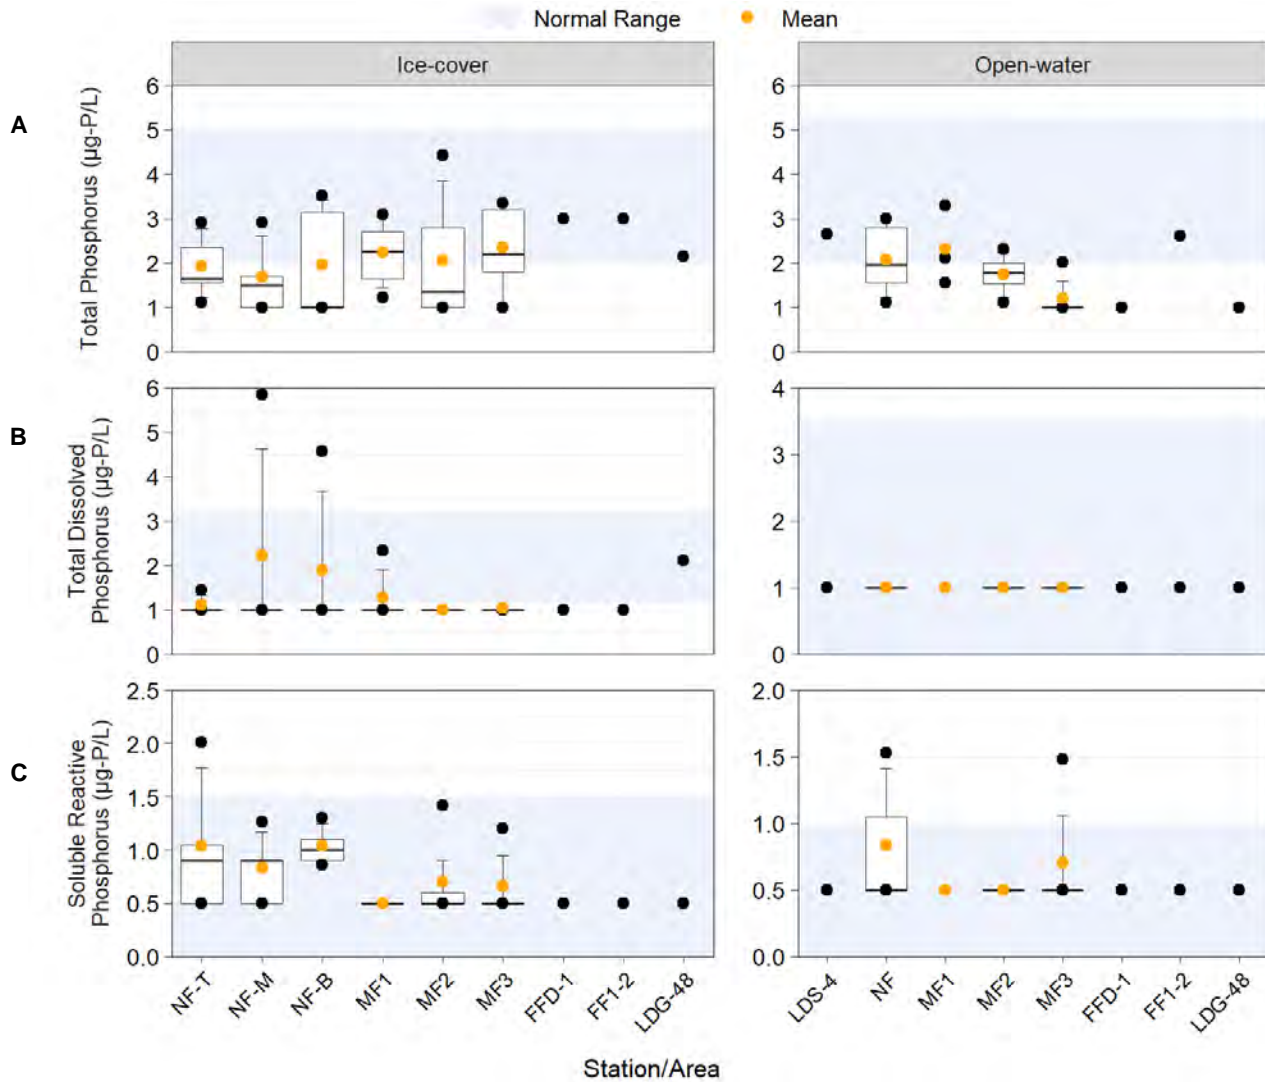 Normal Range Mean
Ice-cover Open-water
A
Total Phosphorus (µg-P/L)
6 5 4 3 2 1 0
6 5 4 3 2 1 0
B
Total Dissolved
Phosphorus (µg-P/L)
6 5 4 3 2 1 0
4 3 2 1 0
C
Soluble Reactive
Phosphorus (µg-P/L)
2.5 2.0 1.5 1.0 0.5 0.0
2.0 1.5 1.0 0.5 0.0
NF-T NF-M NF-B MF1 MF2 MF3 FFD-1 FF1-2 LDG-48
LDS-4 NF MF1 MF2 MF3 FFD-1 FF1-2 LDG-48
Station/Area